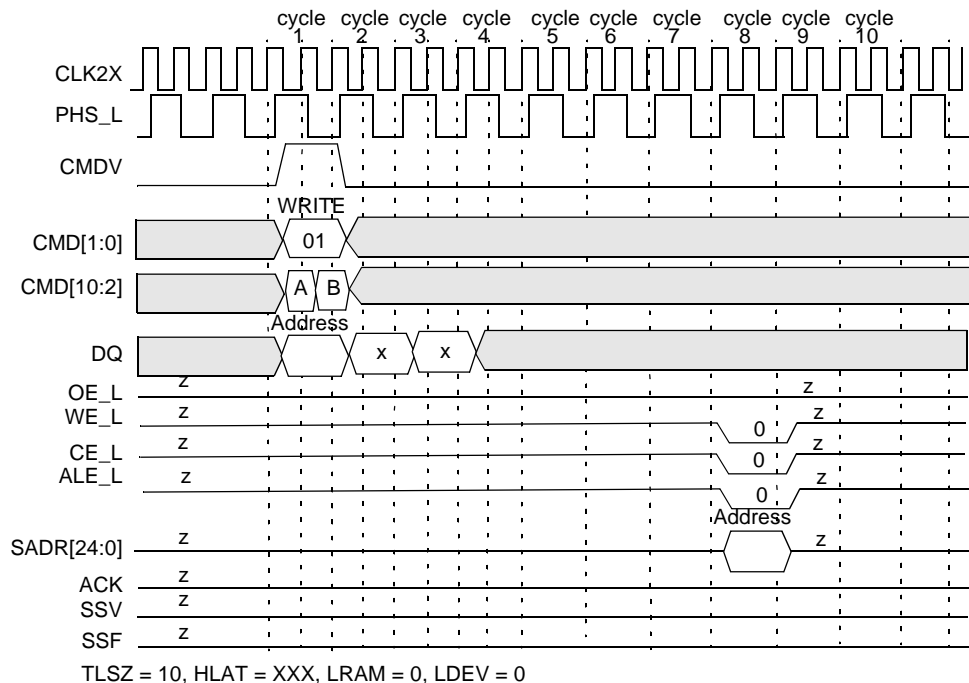 cycle cycle cycle cycle cycle cycle cycle cycle cycle cycle
1 2 3 4 5 6 7 8 9 10
CLK2X
PHS_L
CMDV
WRITE
CMD[1:0] 01
CMD[10:2] A B
Address
DQ x x
OE_L z z
WE_L z 0 z
CE_L z 0 z
ALE_L z 0 z
Address
SADR[24:0] z z
ACK z
SSV z
SSF z
TLSZ = 10, HLAT = XXX, LRAM = 0, LDEV = 0